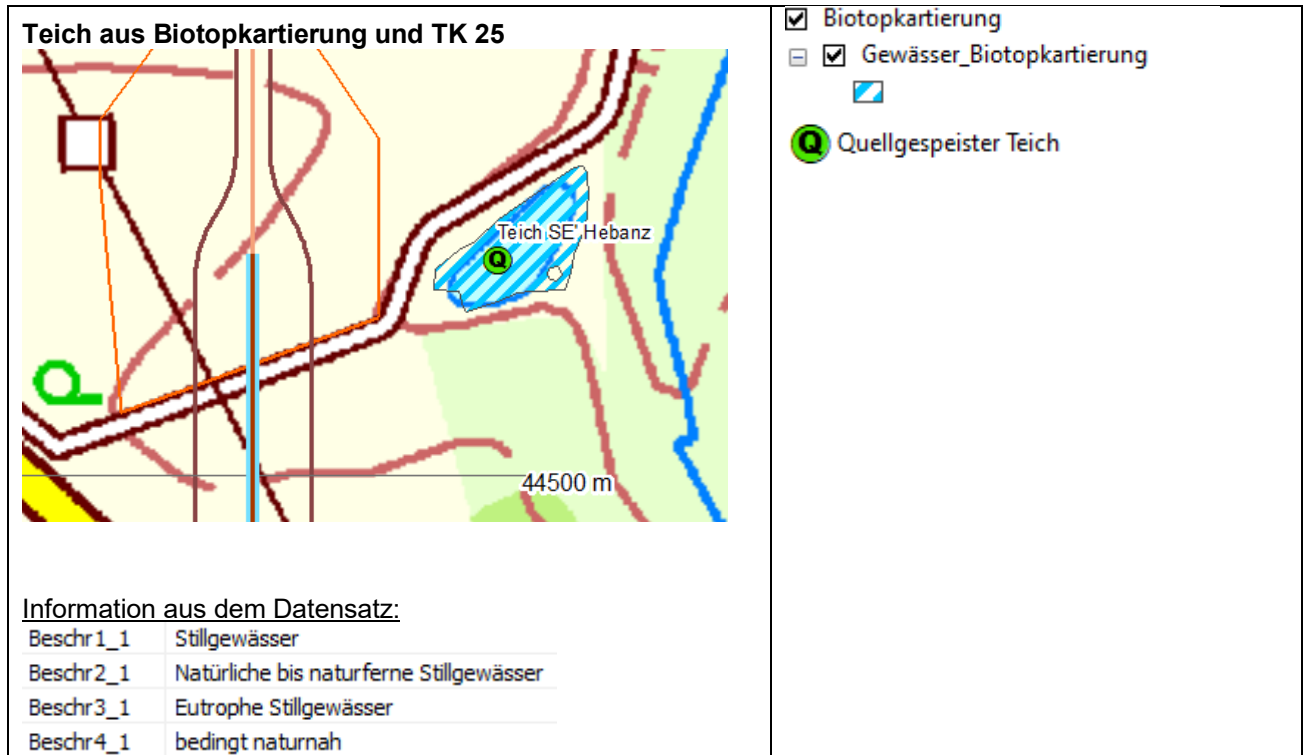 Teich aus Biotopkartierung und TK 25
Teich SE' Hebanz
Q
44500 m
Information aus dem Datensatz:
Beschr1_1 Stillgewässer
Beschr2_1 Natürliche bis naturferne Stillgewässer
Beschr3_1 Eutrophe Stillgewässer
Beschr4_1 bedingt naturnah
Biotopkartierung
Gewässer_Biotopkartierung
Q Quellgespeister Teich